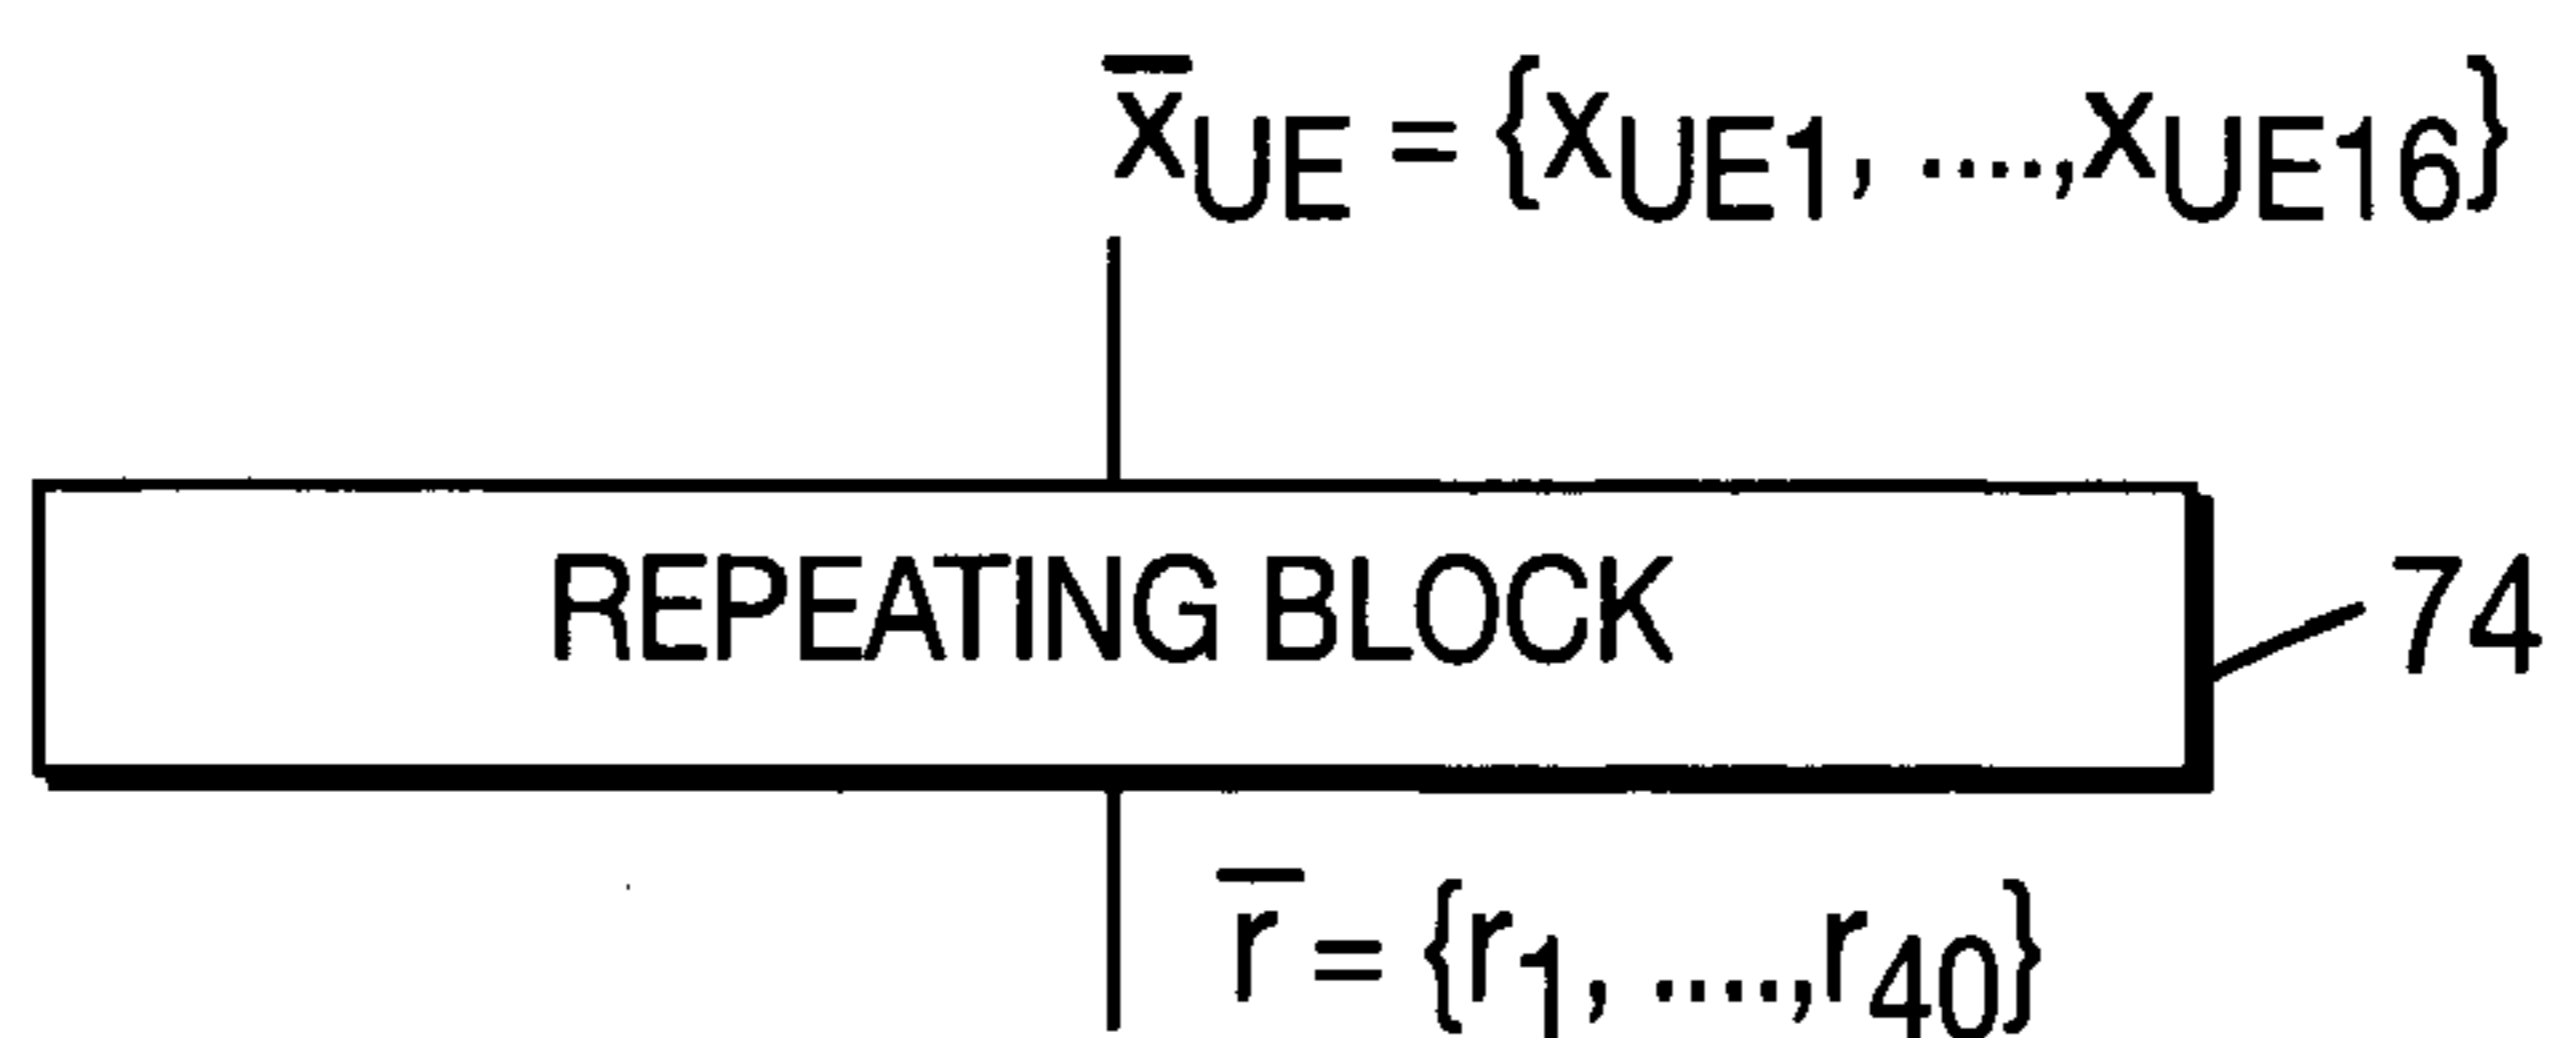 x̅UE = {xUE1, ....,xUE16}
REPEATING BLOCK
74
r̅ = {r1, ....,r40}